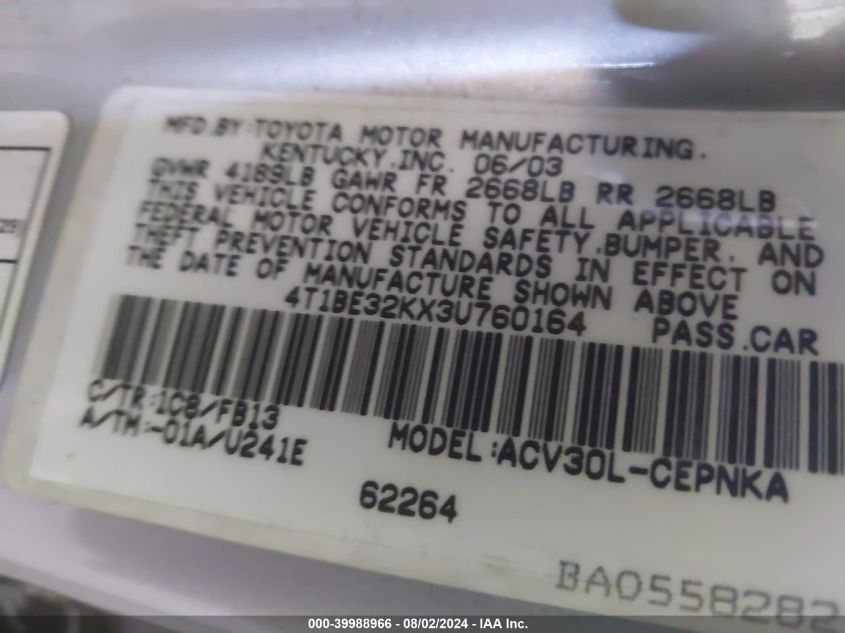 MFD.BY:TOYOTA MOTOR MANUFACTURING.
KENTUCKY.INC. 06/03
GVWR 4189LB GAWR FR 2668LB RR 2668LB
THIS VEHICLE CONFORMS TO ALL APPLICABLE
FEDERAL MOTOR VEHICLE SAFETY,BUMPER, AND
THEFT PREVENTION STANDARDS IN EFFECT ON
THE DATE OF MANUFACTURE SHOWN ABOVE
4T1BE32KX3U760164 PASS.CAR
C/TR:1C8/FB13
A/TM:-01A/U241E
MODEL:ACV30L-CEPNKA
62264
BA0558282
000-39988966 - 08/02/2024 - IAA Inc.